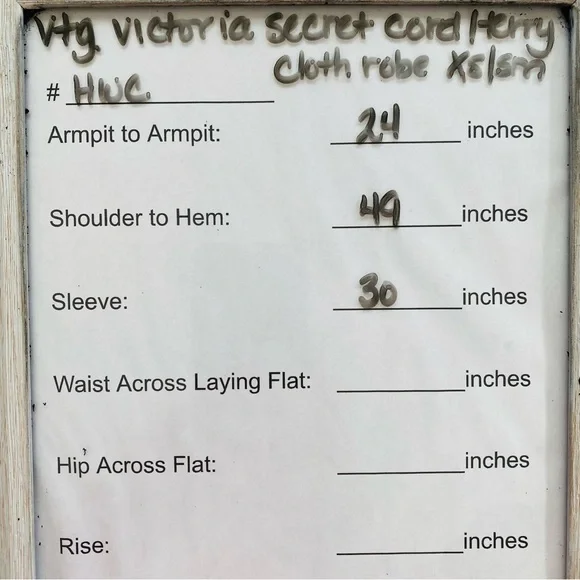 vtg. victoria secret cord/terry
cloth robe xs/sm
# HWC
Armpit to Armpit: 24 inches
Shoulder to Hem: 49 inches
Sleeve: 30 inches
Waist Across Laying Flat: inches
Hip Across Flat: inches
Rise: inches